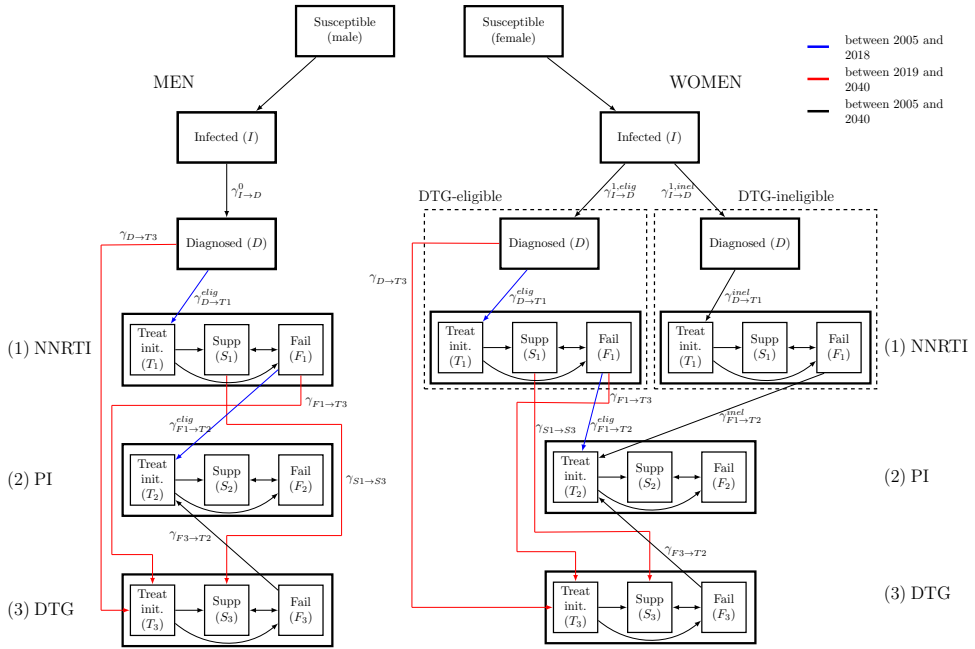 Susceptible
(male)
Susceptible
(female)
between 2005 and
2018
between 2019 and
2040
between 2005 and
2040
MEN
WOMEN
Infected (I)
Infected (I)
γ⁰_{I→D}
γ^{1,elig}_{I→D}
γ^{1,inel}_{I→D}
DTG-eligible
DTG-ineligible
γ_{D→T3}
Diagnosed (D)
γ_{D→T3}
Diagnosed (D)
Diagnosed (D)
γ^{elig}_{D→T1}
γ^{elig}_{D→T1}
γ^{inel}_{D→T1}
(1) NNRTI
Treat
init.
(T₁)
Supp
(S₁)
Fail
(F₁)
Treat
init.
(T₁)
Supp
(S₁)
Fail
(F₁)
Treat
init.
(T₁)
Supp
(S₁)
Fail
(F₁)
(1) NNRTI
γ_{F1→T3}
γ^{elig}_{F1→T2}
γ_{S1→S3}
γ_{F1→T3}
γ_{S1→S3}
γ^{elig}_{F1→T2}
γ^{inel}_{F1→T2}
(2) PI
Treat
init.
(T₂)
Supp
(S₂)
Fail
(F₂)
Treat
init.
(T₂)
Supp
(S₂)
Fail
(F₂)
(2) PI
γ_{F3→T2}
γ_{F3→T2}
(3) DTG
Treat
init.
(T₃)
Supp
(S₃)
Fail
(F₃)
Treat
init.
(T₃)
Supp
(S₃)
Fail
(F₃)
(3) DTG